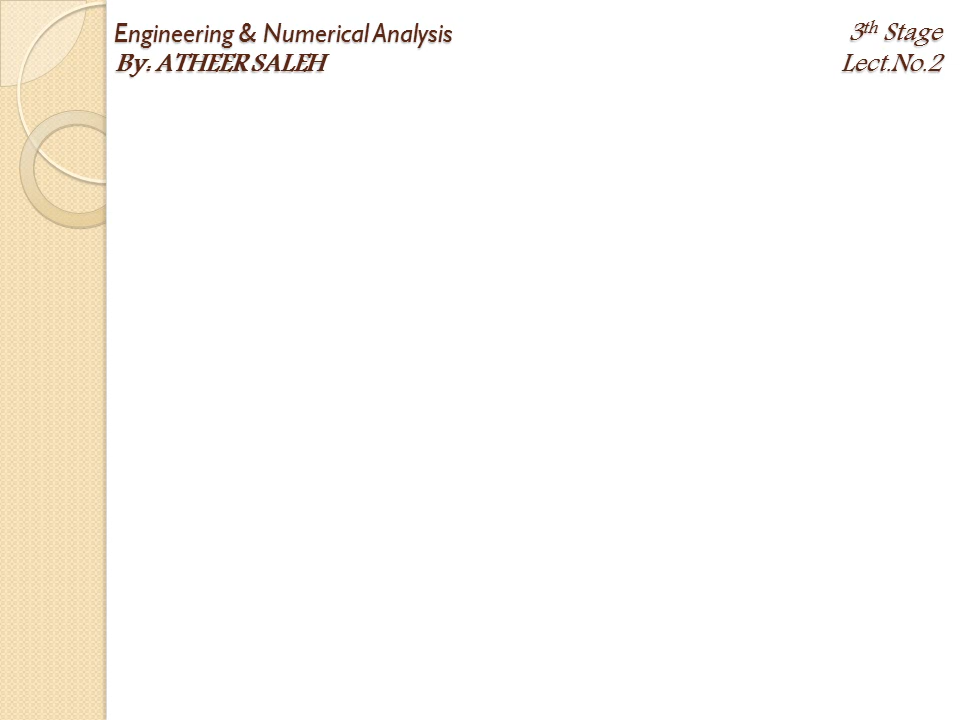 Engineering & Numerical Analysis
By: ATHEER SALEH
3th Stage
Lect.No.2